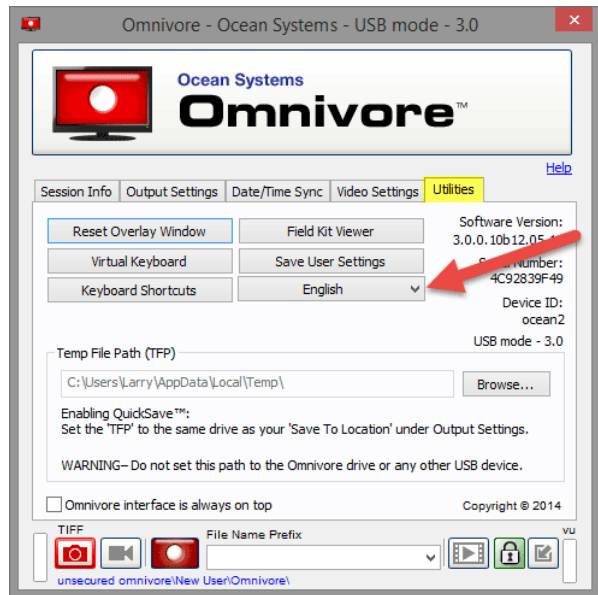 Omnivore - Ocean Systems - USB mode - 3.0
Ocean Systems
Omnivore™
Help
Session Info Output Settings Date/Time Sync Video Settings Utilities
Reset Overlay Window Field Kit Viewer Software Version:
3.0.0.10b12.05
Virtual Keyboard Save User Settings Number:
4C92839F49
Keyboard Shortcuts English
Device ID:
ocean2
USB mode - 3.0
Temp File Path (TFP)
C:\Users\Larry\AppData\Local\Temp\ Browse...
Enabling QuickSave™:
Set the 'TFP' to the same drive as your 'Save To Location' under Output Settings.
WARNING– Do not set this path to the Omnivore drive or any other USB device.
Omnivore interface is always on top Copyright © 2014
TIFF File Name Prefix vu
unsecured omnivore\New User\Omnivore\